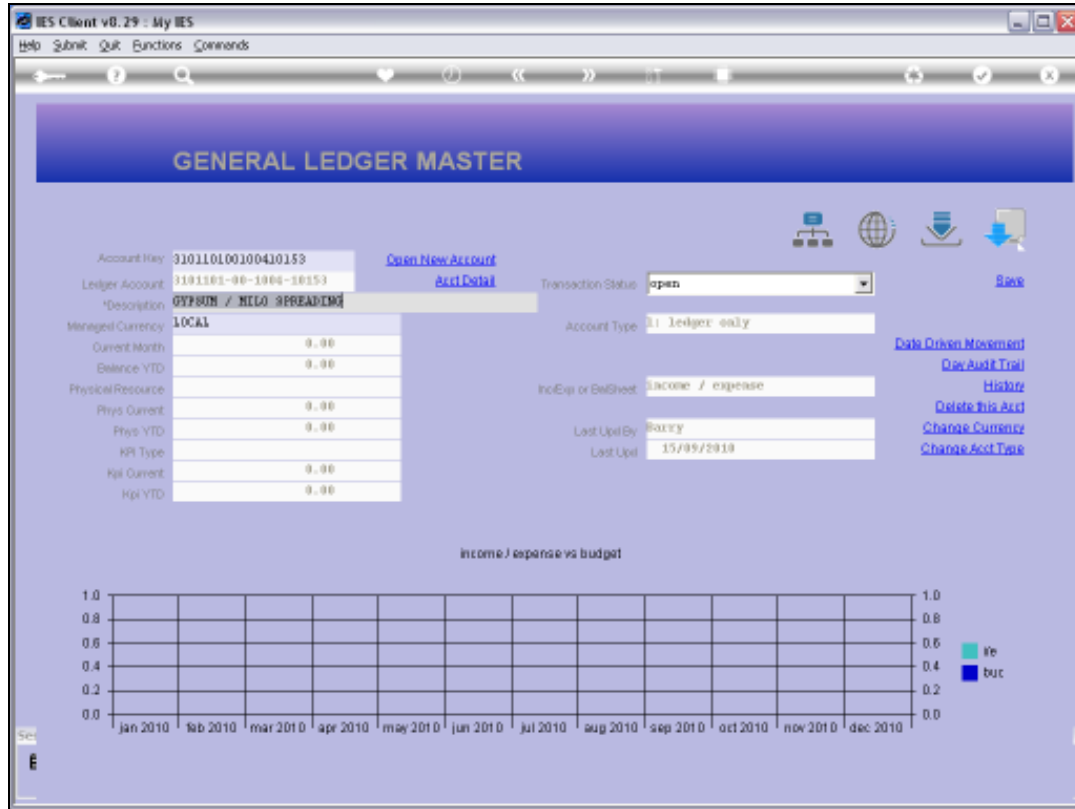 IES Client v8.29 : My IES
Help Submit Quit Functions Commands
GENERAL LEDGER MASTER
Account Key 310110100100410153 Open New Account
Ledger Account 3101101-00-1004-10153 Acct Detail Transaction Status open Save
*Description GYPSUM / MILO SPREADING
Managed Currency LOCAL Account Type 1: ledger only
Current Month 0.00 Date Driven Movement
Balance YTD 0.00 Day Audit Trail
Physical Resource Inc/Exp or BalSheet income / expense History
Phys Current 0.00 Delete this Acct
Phys YTD 0.00 Last Upd By Barry Change Currency
KPI Type Last Upd 15/09/2010 Change Acct Type
Kpi Current 0.00
Kpi YTD 0.00
income / expense vs budget
1.0 1.0
0.8 0.8
0.6 0.6
i/e
0.4 0.4
buc
0.2 0.2
0.0 0.0
jan 2010 feb 2010 mar 2010 apr 2010 may 2010 jun 2010 jul 2010 aug 2010 sep 2010 oct 2010 nov 2010 dec 2010